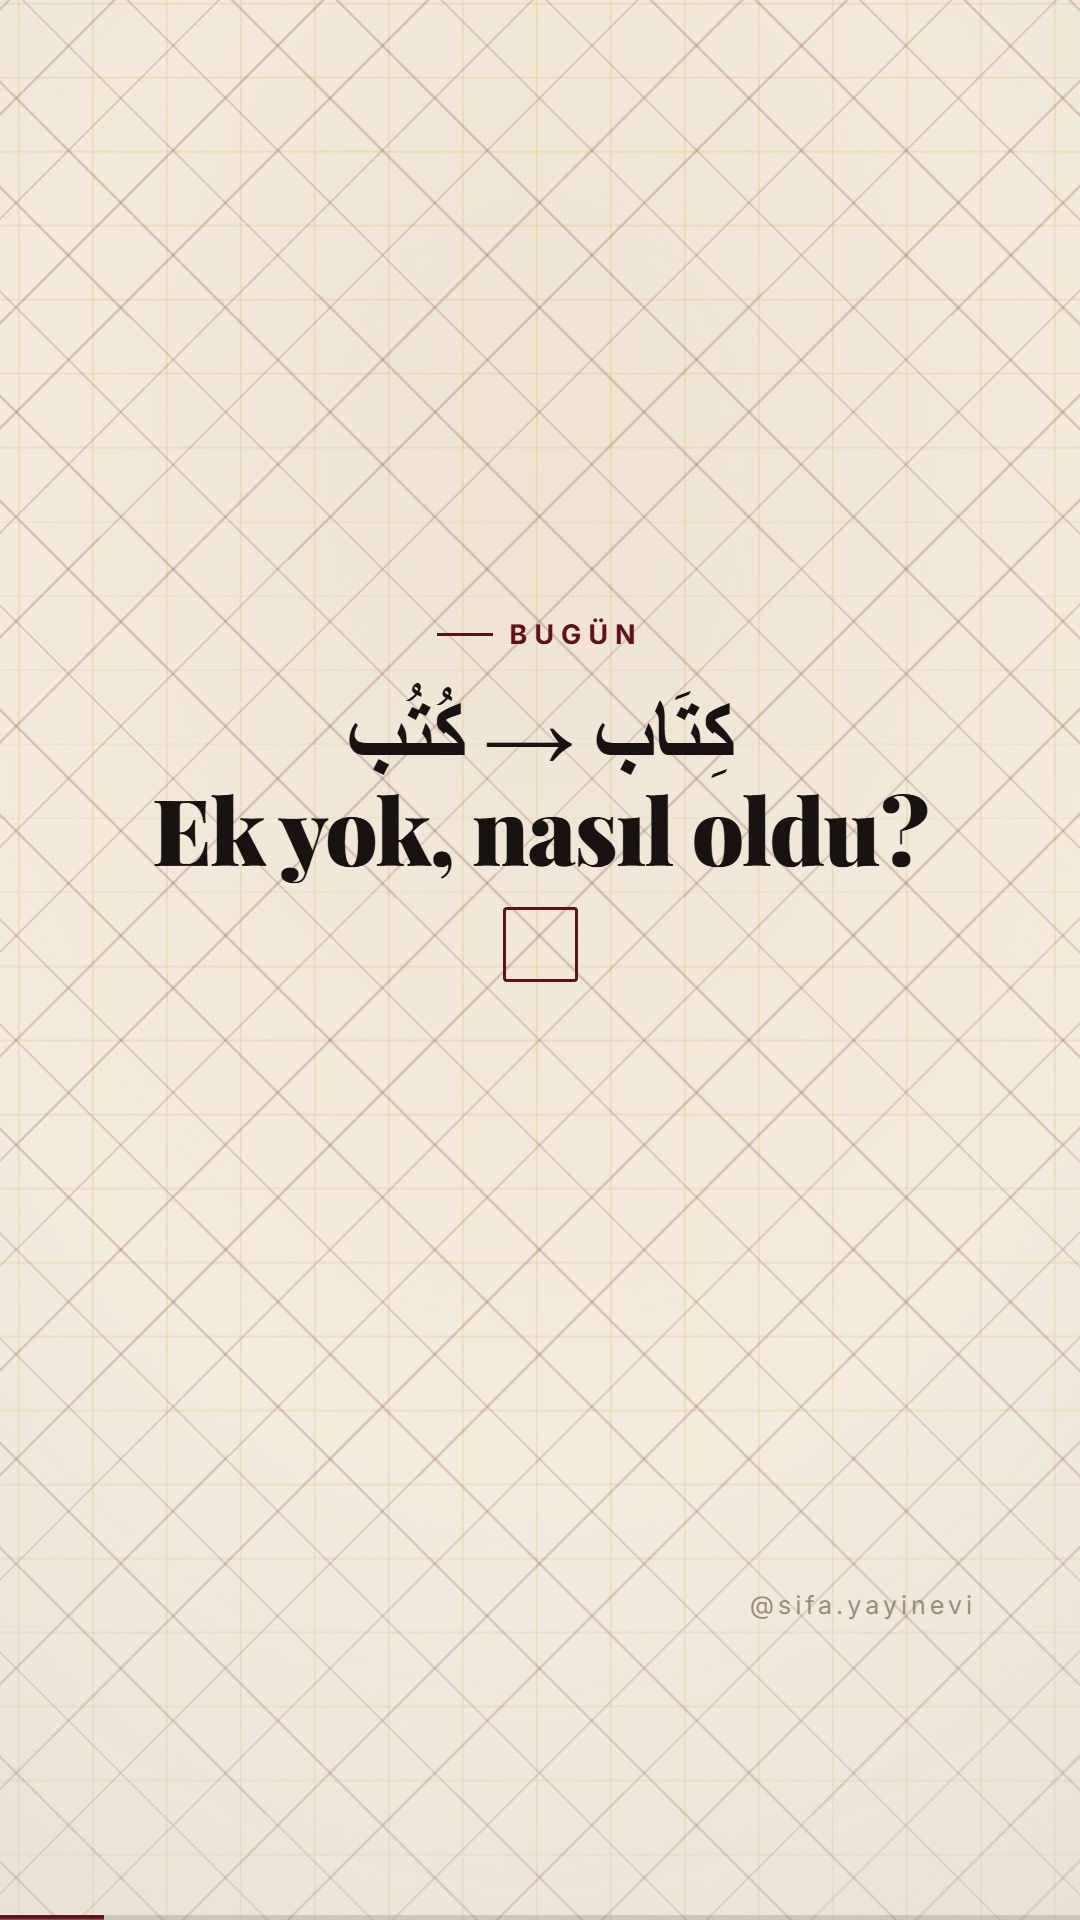 BUGÜN
كِتَاب → كُتُب
Ek yok, nasıl oldu?
@sifa.yayinevi